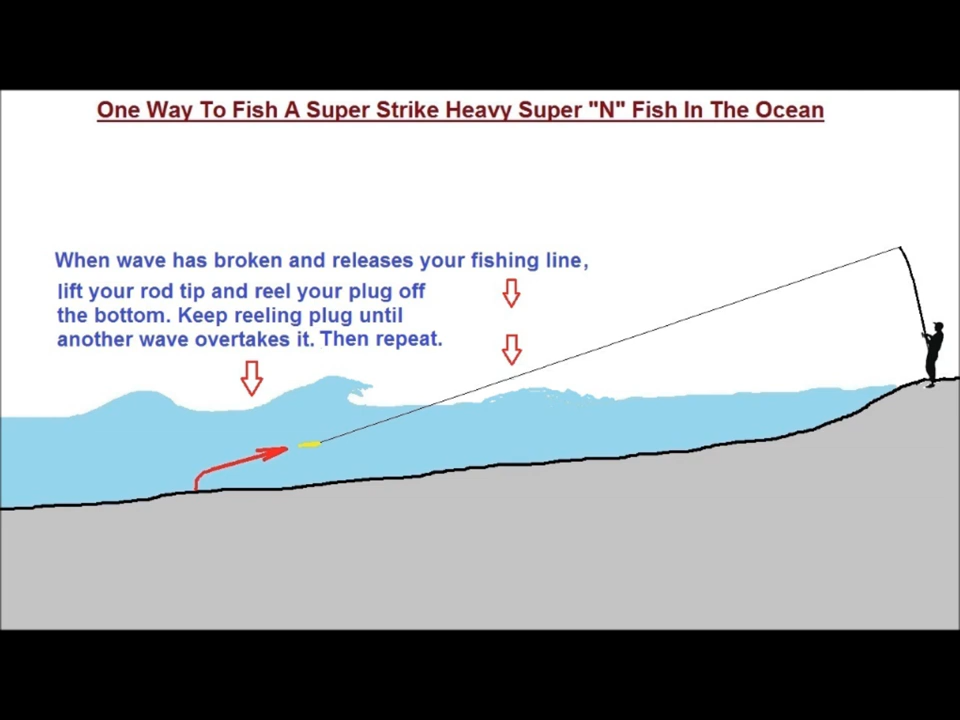 One Way To Fish A Super Strike Heavy Super "N" Fish In The Ocean
When wave has broken and releases your fishing line,
lift your rod tip and reel your plug off
the bottom. Keep reeling plug until
another wave overtakes it. Then repeat.